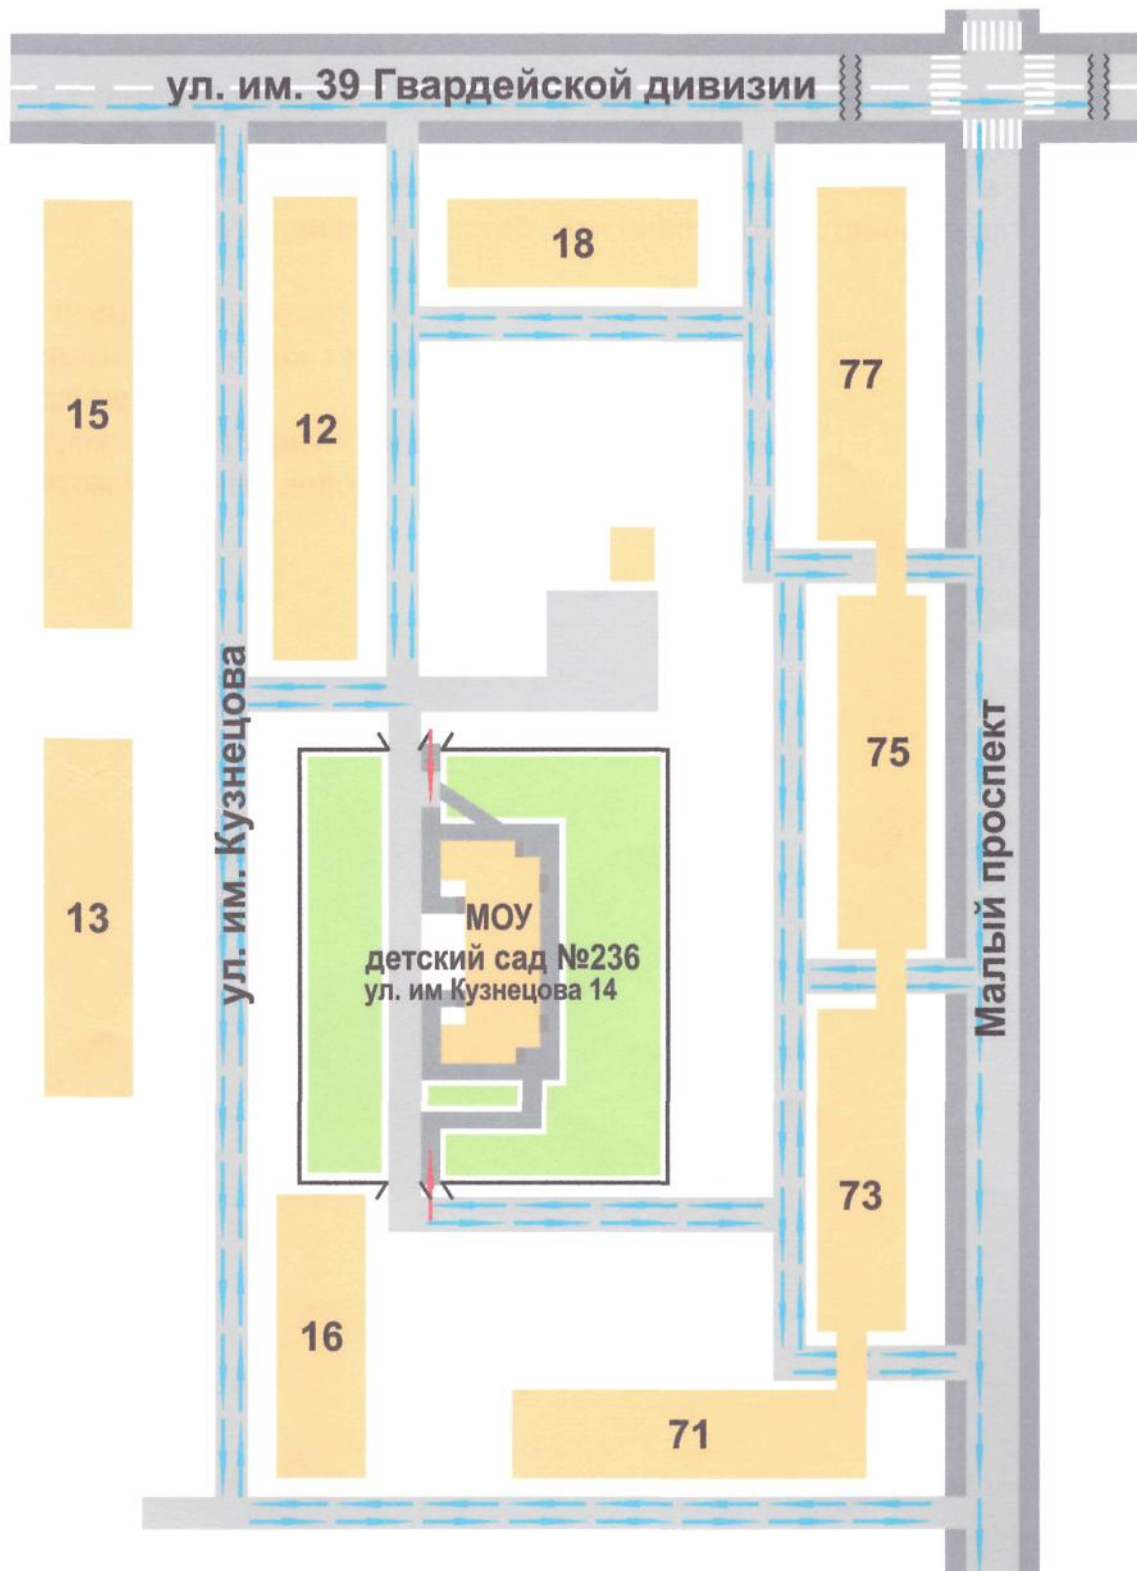 ул. им. 39 Гвардейской дивизии
18
77
15
12
ул. им. Кузнецова
75
Малый проспект
13
МОУ
детский сад №236
ул. им Кузнецова 14
73
16
71